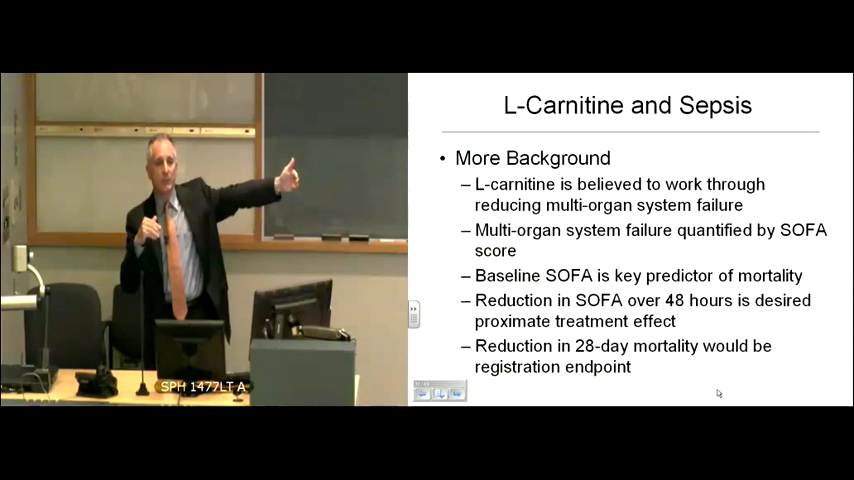 L-Carnitine and Sepsis
• More Background
– L-carnitine is believed to work through
reducing multi-organ system failure
– Multi-organ system failure quantified by SOFA
score
– Baseline SOFA is key predictor of mortality
– Reduction in SOFA over 48 hours is desired
proximate treatment effect
– Reduction in 28-day mortality would be
registration endpoint
SPH 1477LT A